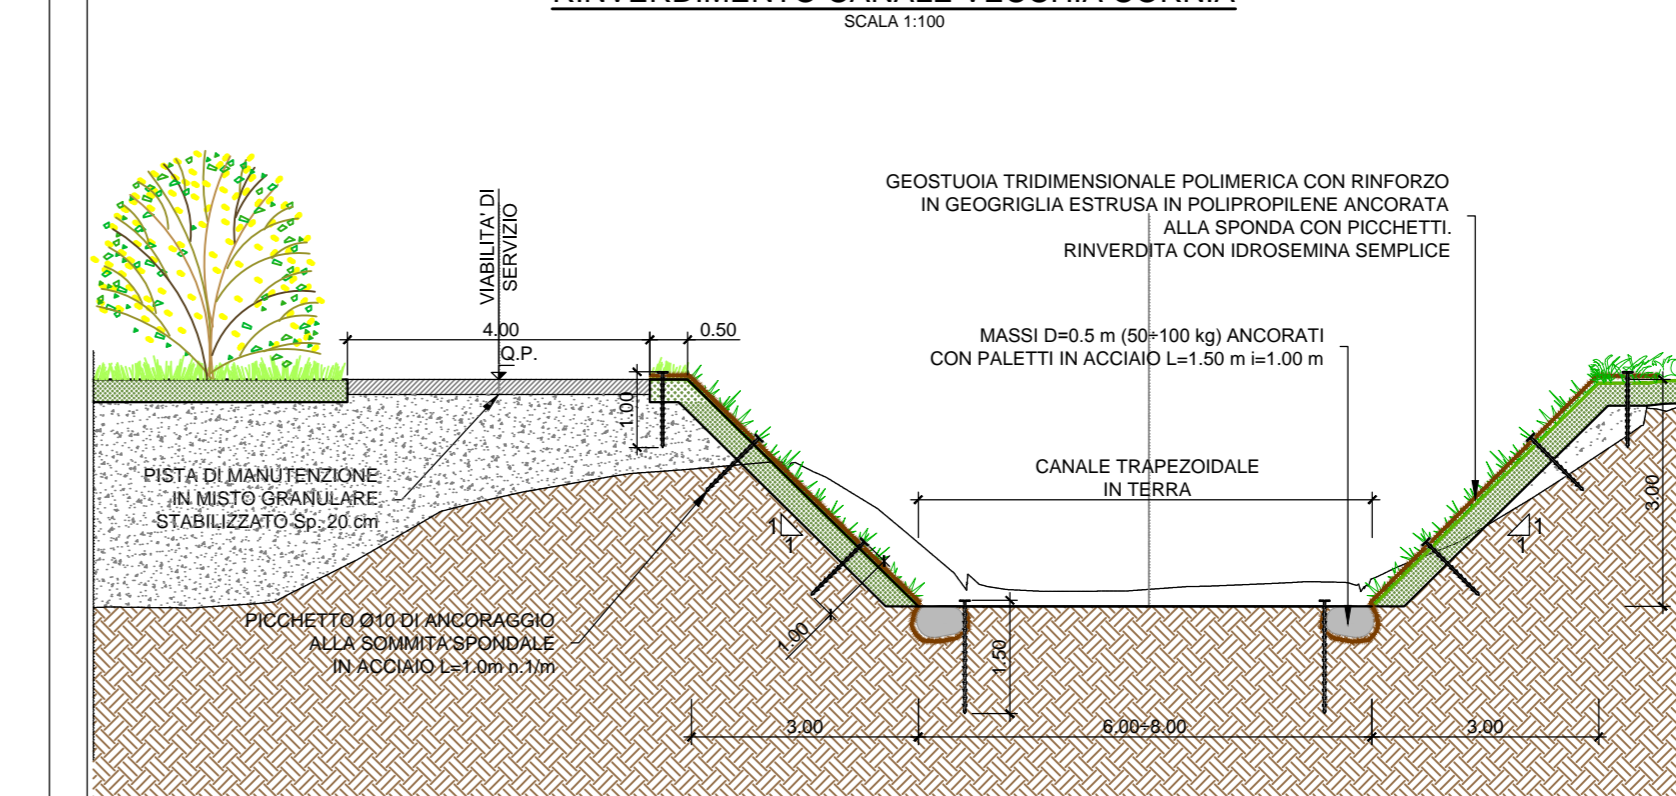 RINVERDIMENTO CANALE VECCHIA CORNIA
SCALA 1:100
GEOSTUOIA TRIDIMENSIONALE POLIMERICA CON RINFORZO
IN GEOGRIGLIA ESTRUSA IN POLIPROPILENE ANCORATA
ALLA SPONDA CON PICCHETTI.
RINVERDITA CON IDROSEMINA SEMPLICE
VIABILITA' DI
SERVIZIO
4.00
0.50
Q.P.
MASSI D=0.5 m (50÷100 kg) ANCORATI
CON PALETTI IN ACCIAIO L=1.50 m i=1.00 m
1.00
CANALE TRAPEZOIDALE
IN TERRA
PISTA DI MANUTENZIONE
IN MISTO GRANULARE
STABILIZZATO Sp. 20 cm
3.00
1
1
1
1
PICCHETTO Ø10 DI ANCORAGGIO
ALLA SOMMITA'SPONDALE
IN ACCIAIO L=1.0m n.1/m
1.00
1.50
3.00
6.00÷8.00
3.00